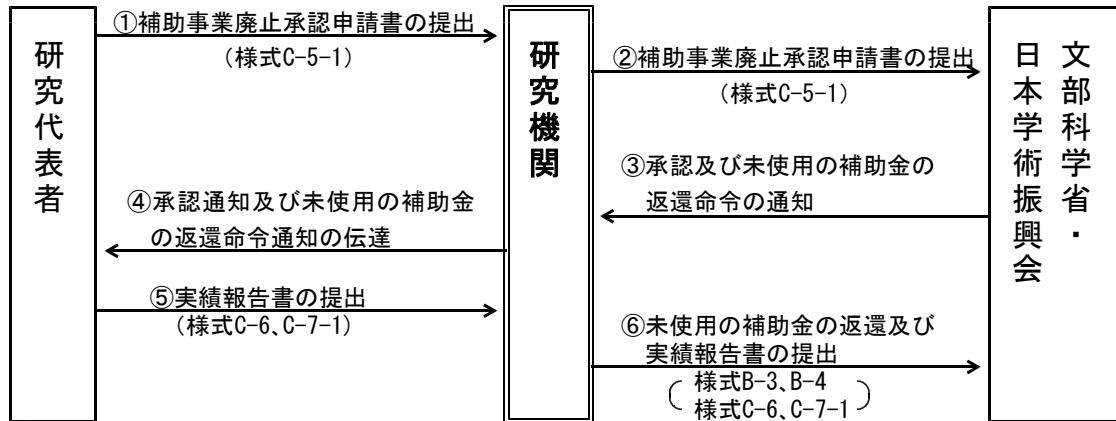 研究代表者
①補助事業廃止承認申請書の提出
(様式C-5-1)
研究機関
②補助事業廃止承認申請書の提出
(様式C-5-1)
文部科学省・
日本学術振興会
③承認及び未使用の補助金の
返還命令の通知
④承認通知及び未使用の補助金
の返還命令通知の伝達
⑤実績報告書の提出
(様式C-6、C-7-1)
⑥未使用の補助金の返還及び
実績報告書の提出
様式B-3、B-4
様式C-6、C-7-1